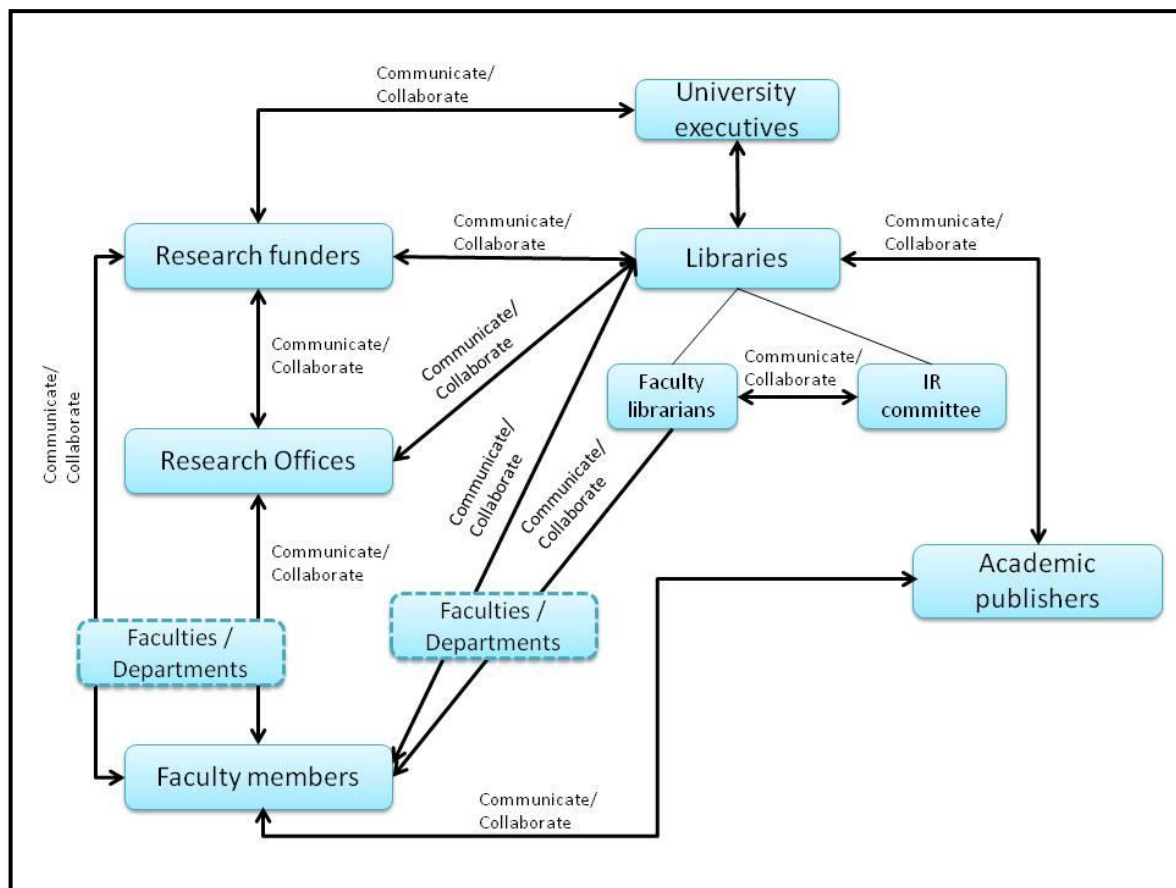 Communicate/
Collaborate
University
executives
Research funders
Communicate/
Collaborate
Libraries
Communicate/
Collaborate
Communicate/
Collaborate
Communicate/
Collaborate
Communicate/
Collaborate
Faculty
librarians
Communicate/
Collaborate
IR
committee
Research Offices
Communicate/
Collaborate
Communicate/
Collaborate
Communicate/
Collaborate
Academic
publishers
Faculties /
Departments
Faculties /
Departments
Faculty members
Communicate/
Collaborate